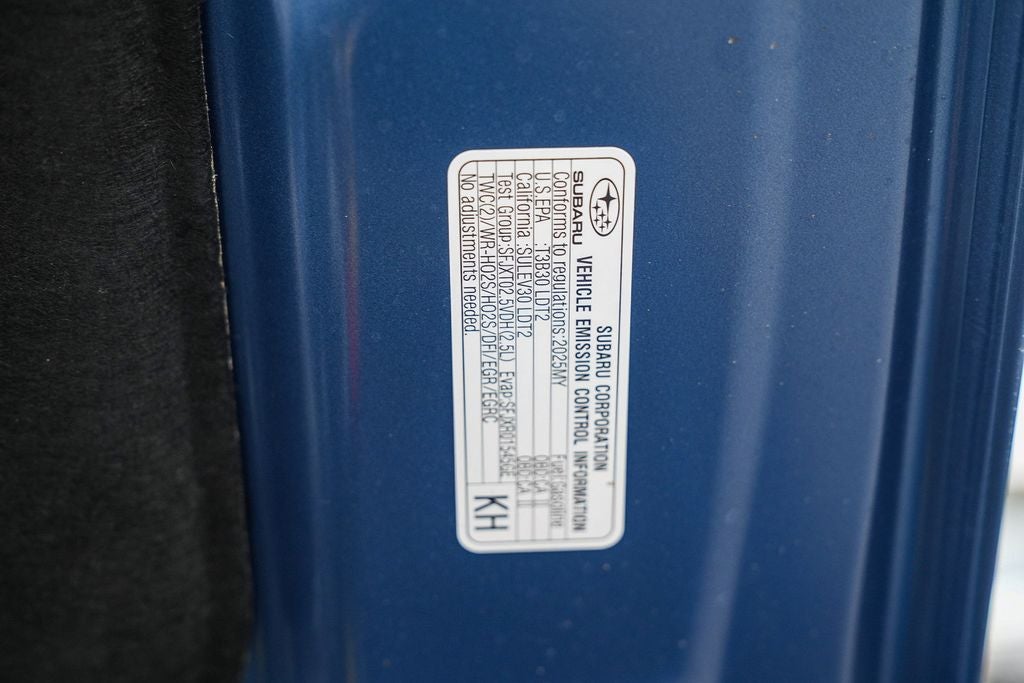 SUBARU
SUBARU CORPORATION
VEHICLE EMISSION CONTROL INFORMATION
Conforms to regulations:2025MY Fuel:Gasoline
U.S.EPA :T3B30 LDT2 OBD:CA II
California :SULEV30 LDT2 OBD:CA II
Test Group:SFJXT02.5VDH(2.5L) Evap:
TWC(2)/WR-HO2S/HO2S/DFI/EGR/EGRC
No adjustments needed.
KH